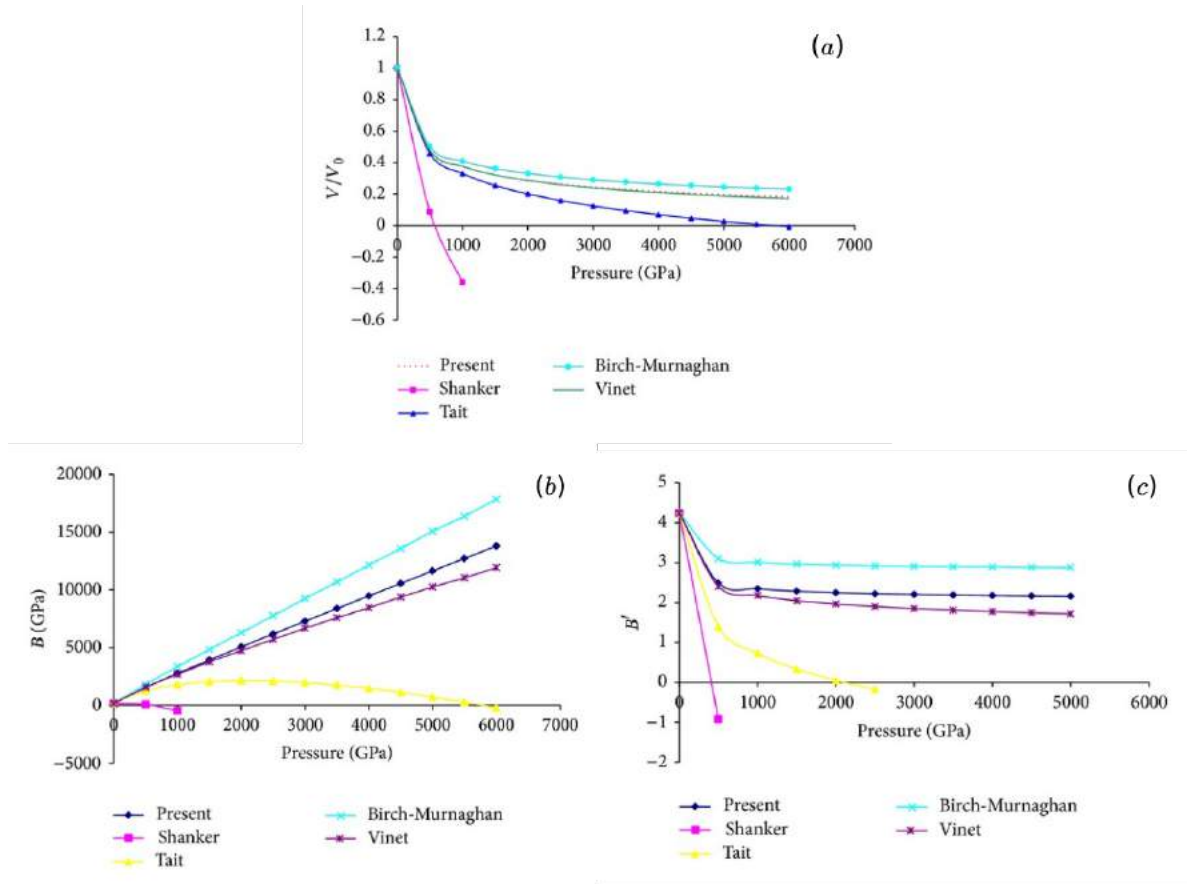 (a)
1.2
1
0.8
0.6
0.4
0.2
0
−0.2
−0.4
−0.6
V/V0
0 1000 2000 3000 4000 5000 6000 7000
Pressure (GPa)
Present
Birch-Murnaghan
Shanker
Vinet
Tait
(b)
20000
15000
10000
5000
0
−5000
B (GPa)
0 1000 2000 3000 4000 5000 6000 7000
Pressure (GPa)
Present
Birch-Murnaghan
Shanker
Vinet
Tait
(c)
5
4
3
2
1
0
−1
−2
B′
0 1000 2000 3000 4000 5000 6000
Pressure (GPa)
Present
Birch-Murnaghan
Shanker
Vinet
Tait